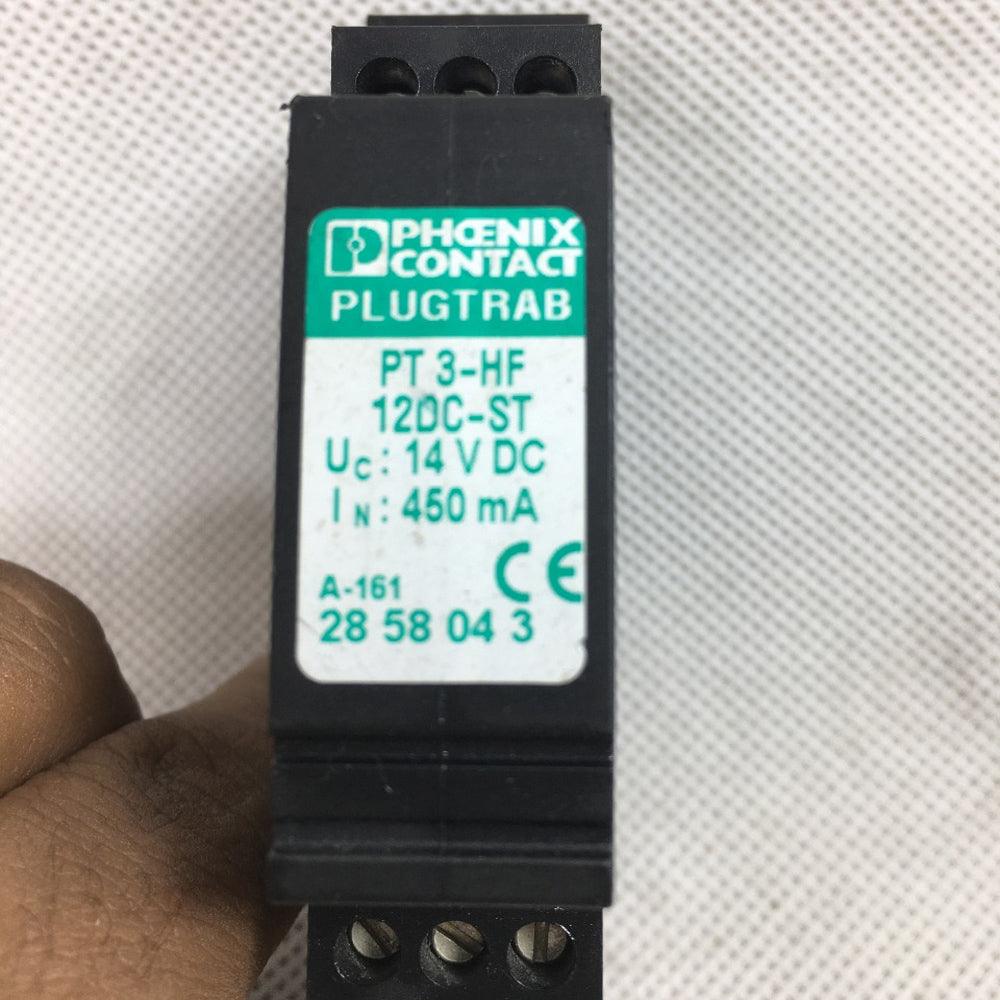 PHŒNIX
CONTACT
PLUGTRAB
PT 3-HF
12DC-ST
UC: 14 V DC
IN: 450 mA
CE
A-161
28 58 04 3